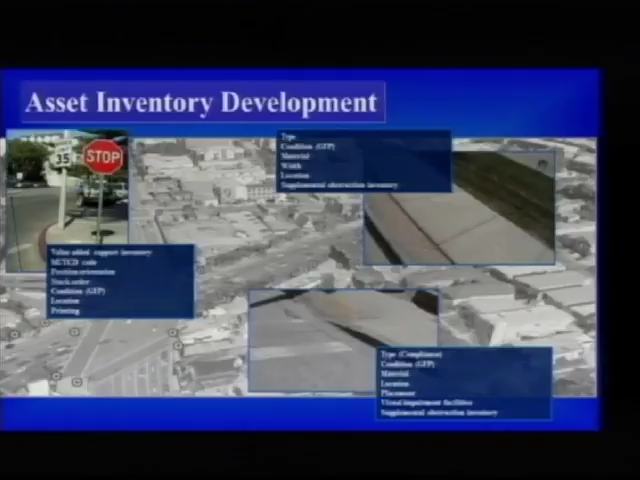 Asset Inventory Development
35
STOP
Type
Condition (GFP)
Material
Width
Location
Supplemental obstruction inventory
Value added support inventory
MUTCD code
Position/orientation
Stack order
Condition (GFP)
Location
Printing
Type (Compliance)
Condition (GFP)
Material
Location
Placement
Visual impairment facilities
Supplemental obstruction inventory